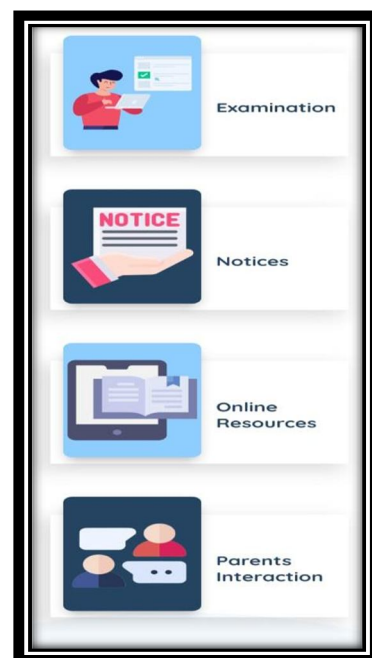 Examination
NOTICE
Notices
Online
Resources
Parents
Interaction